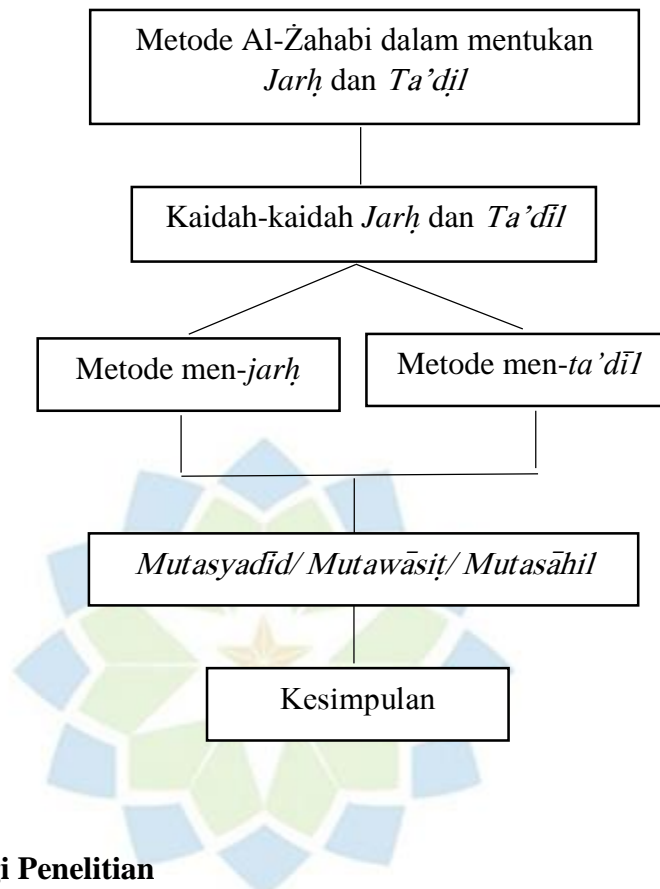 Metode Al-Żahabi dalam mentukan
Jarḥ dan Ta’ḍil
Kaidah-kaidah Jarḥ dan Ta’dīl
Metode men-jarḥ
Metode men-ta’dīl
Mutasyadīd/ Mutawāsiṭ/ Mutasāhil
Kesimpulan
Penelitian